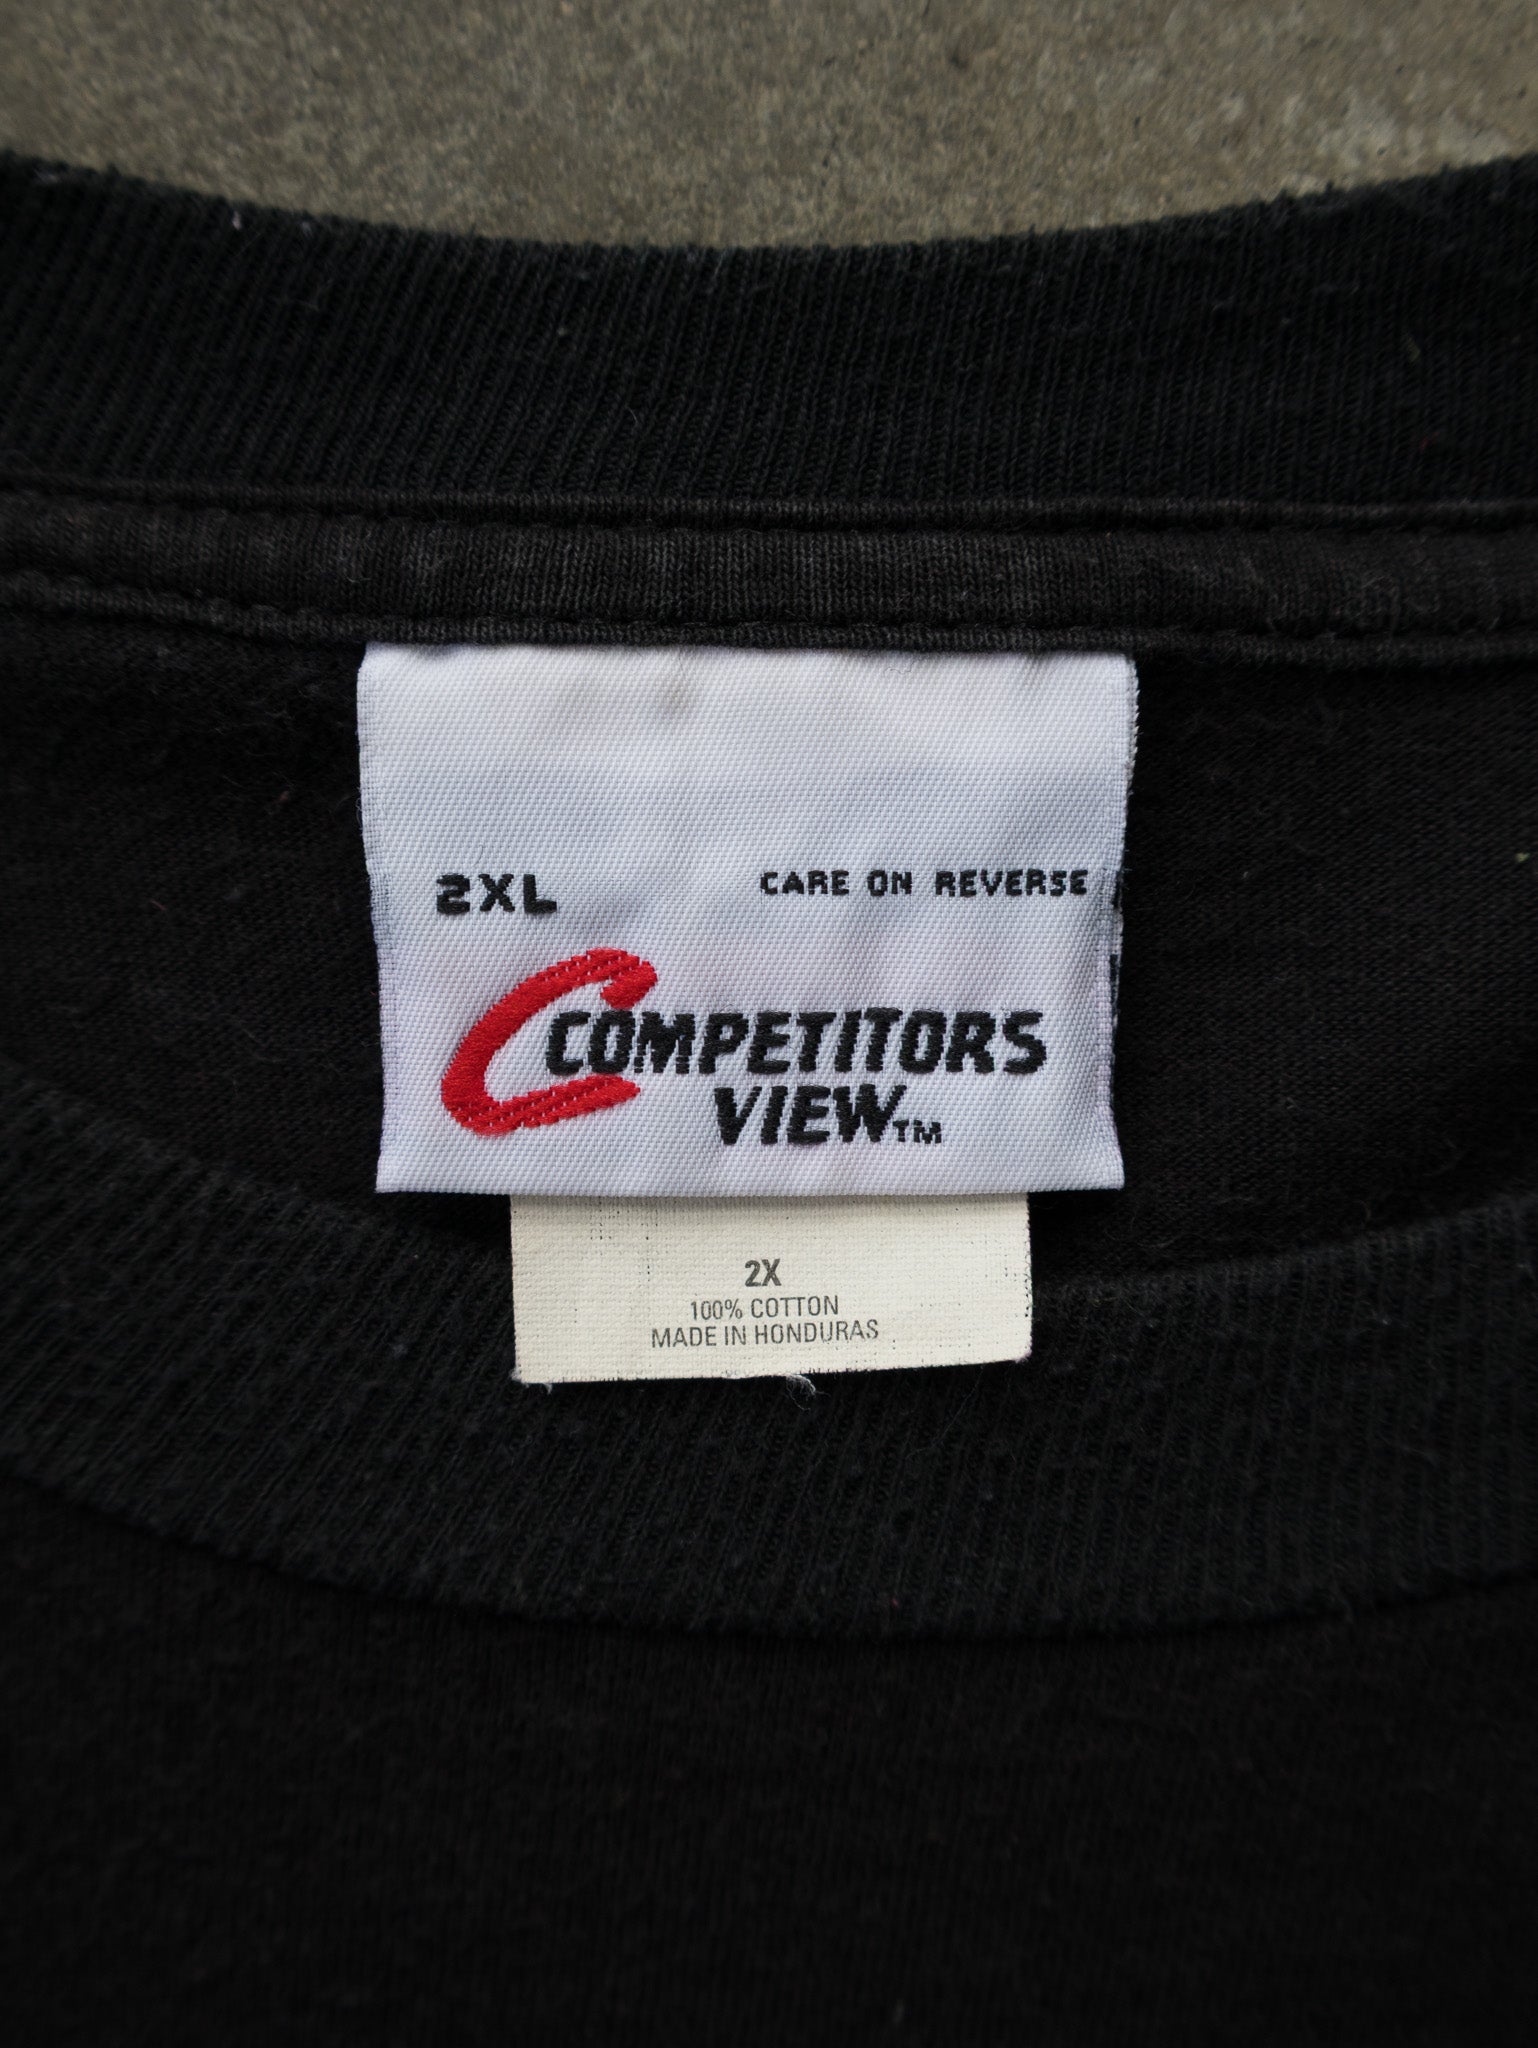 2XL CARE ON REVERSE
COMPETITORS
VIEW™
2X
100% COTTON
MADE IN HONDURAS